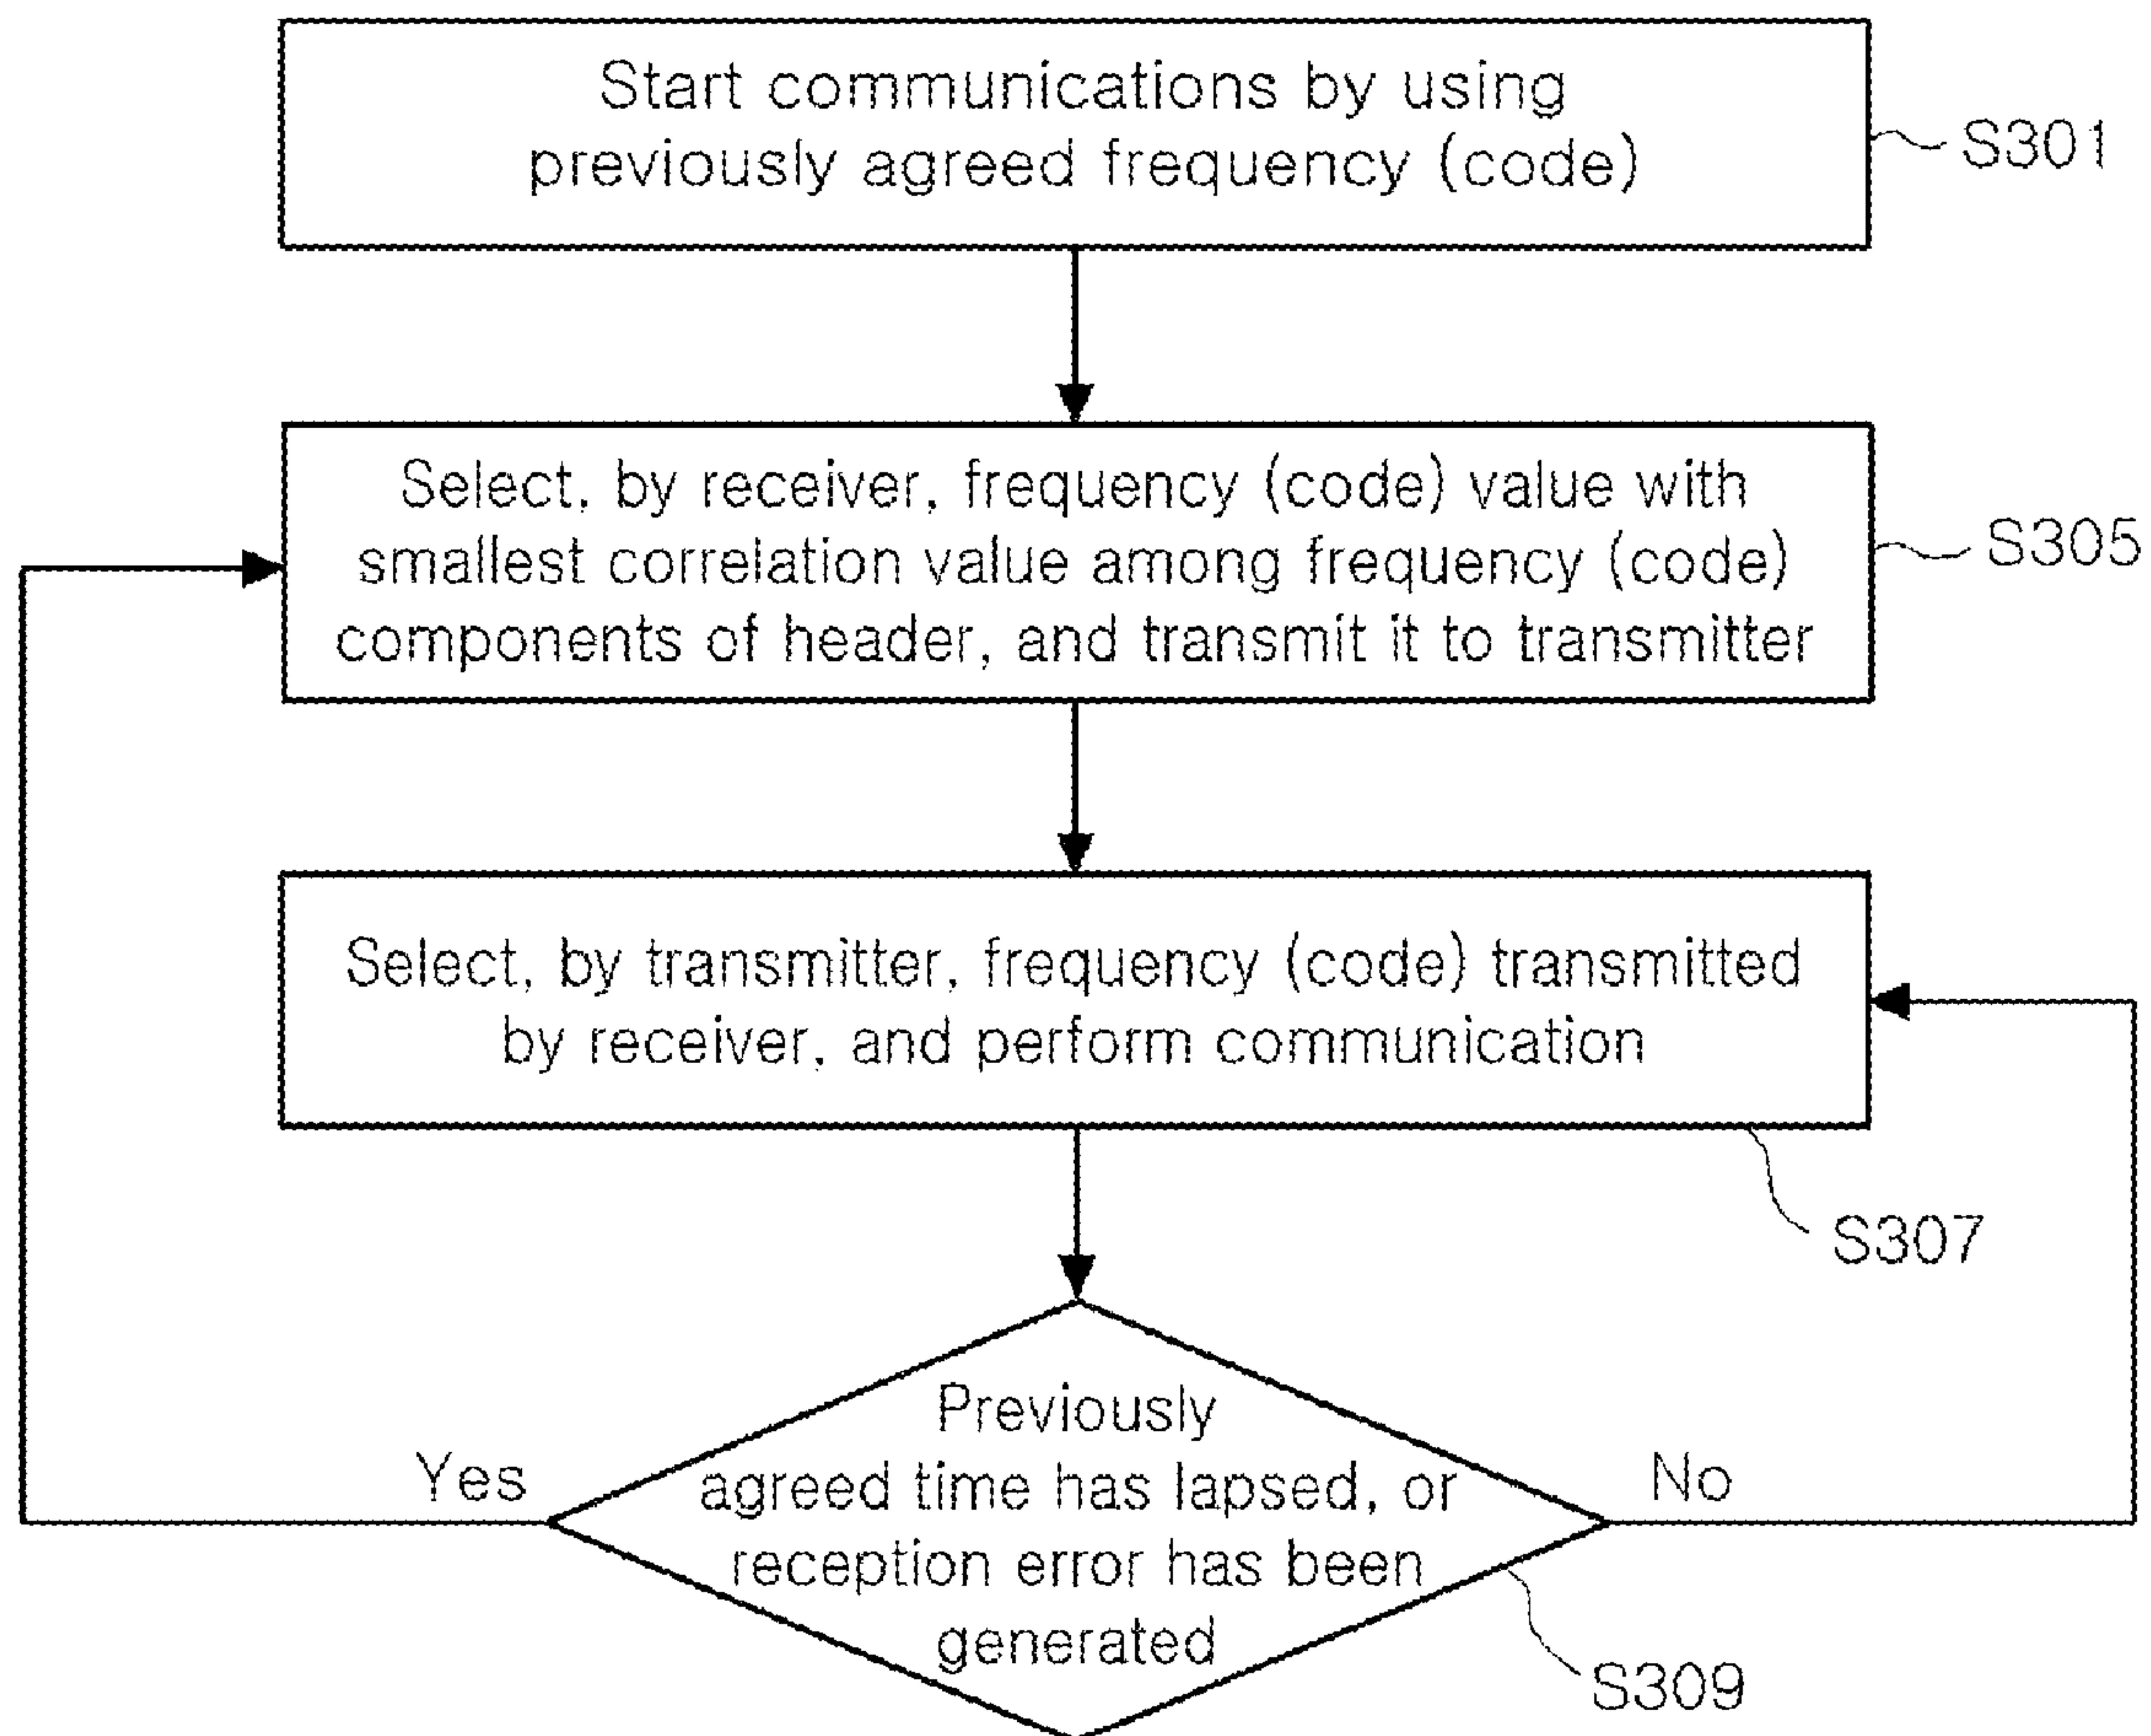 Start communications by using
previously agreed frequency (code)
S301
Select, by receiver, frequency (code) value with
smallest correlation value among frequency (code)
components of header, and transmit it to transmitter
S305
Select, by transmitter, frequency (code) transmitted
by receiver, and perform communication
S307
Previously
agreed time has lapsed, or
reception error has been
generated
Yes
No
S309